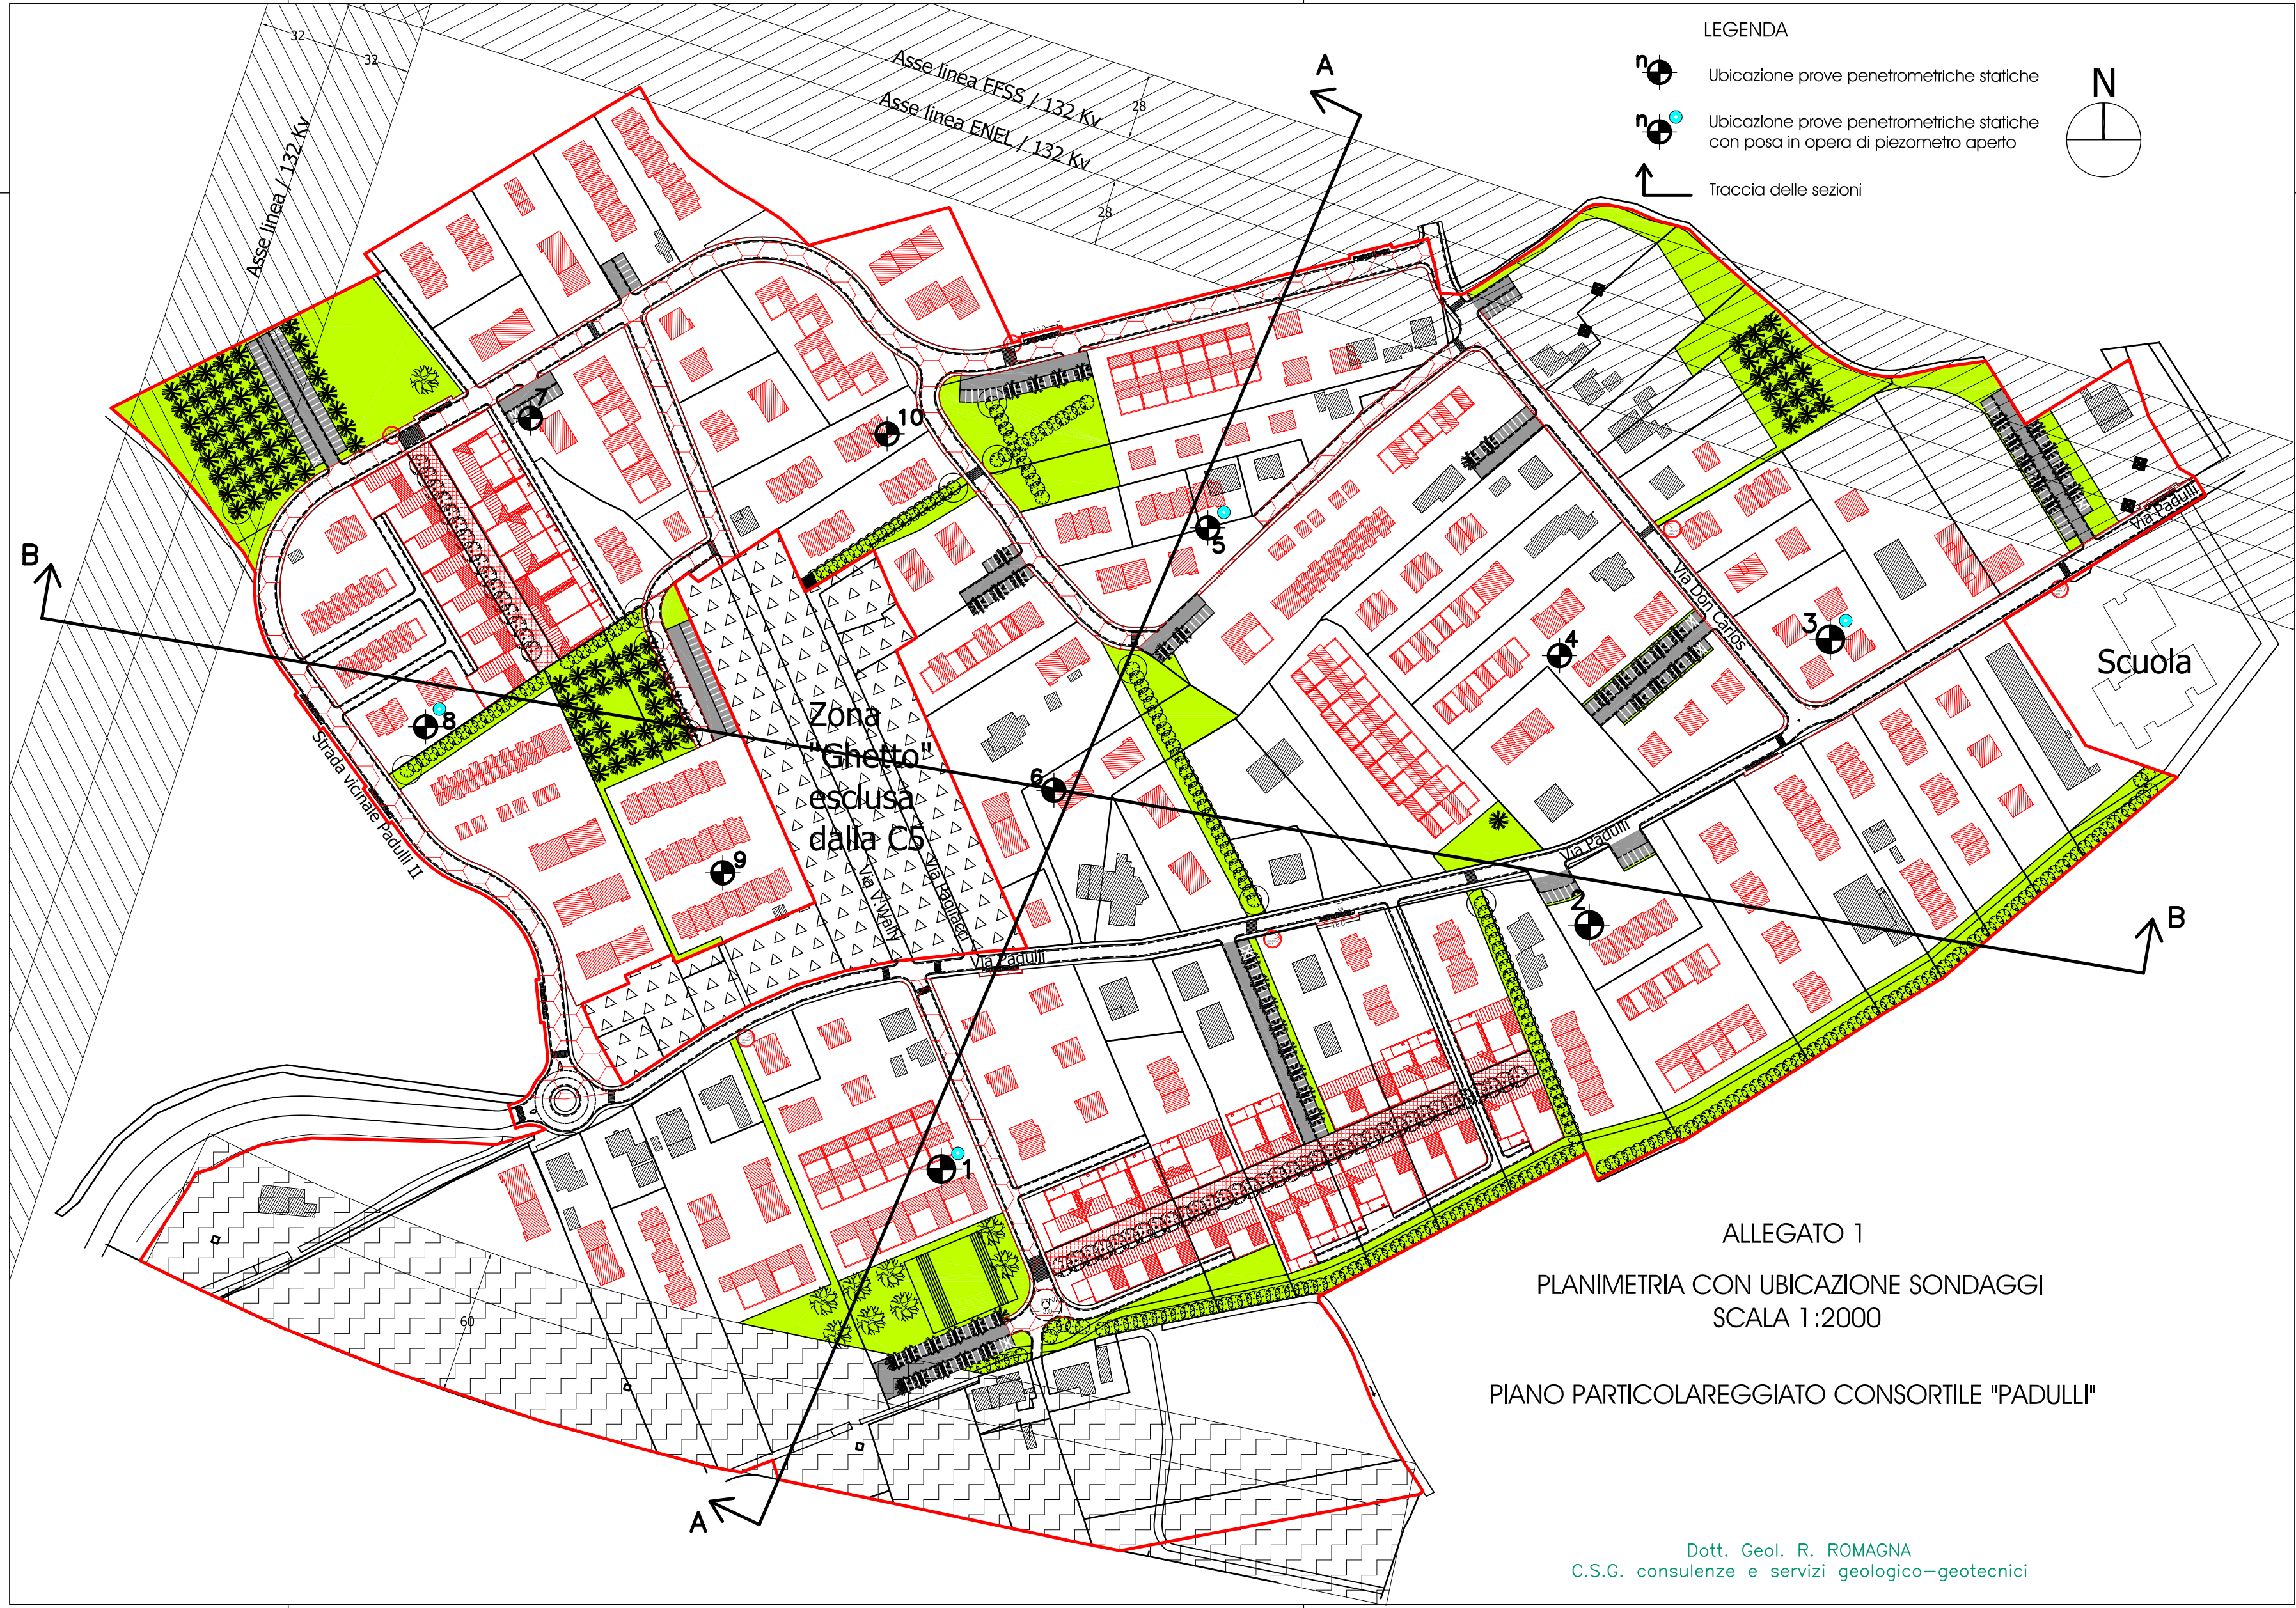 LEGENDA
n
Ubicazione prove penetrometriche statiche
n
Ubicazione prove penetrometriche statiche
con posa in opera di piezometro aperto
Traccia delle sezioni
N
32
32
Asse linea / 132 Kv
Asse linea FFSS / 132 Kv
Asse linea ENEL / 132 Kv
28
28
A
B
7
10
5
4
3
8
6
9
2
1
Via Padulli
Scuola
Via Don Carlos
Strada vicinale Padulli II
Zona
"Ghetto"
esclusa
dalla C5
Via V.Wally
Via Pagliacci
Via Padulli
Via Padulli
B
60
A
ALLEGATO 1
PLANIMETRIA CON UBICAZIONE SONDAGGI
SCALA 1:2000
PIANO PARTICOLAREGGIATO CONSORTILE "PADULLI"
Dott. Geol. R. ROMAGNA
C.S.G. consulenze e servizi geologico-geotecnici